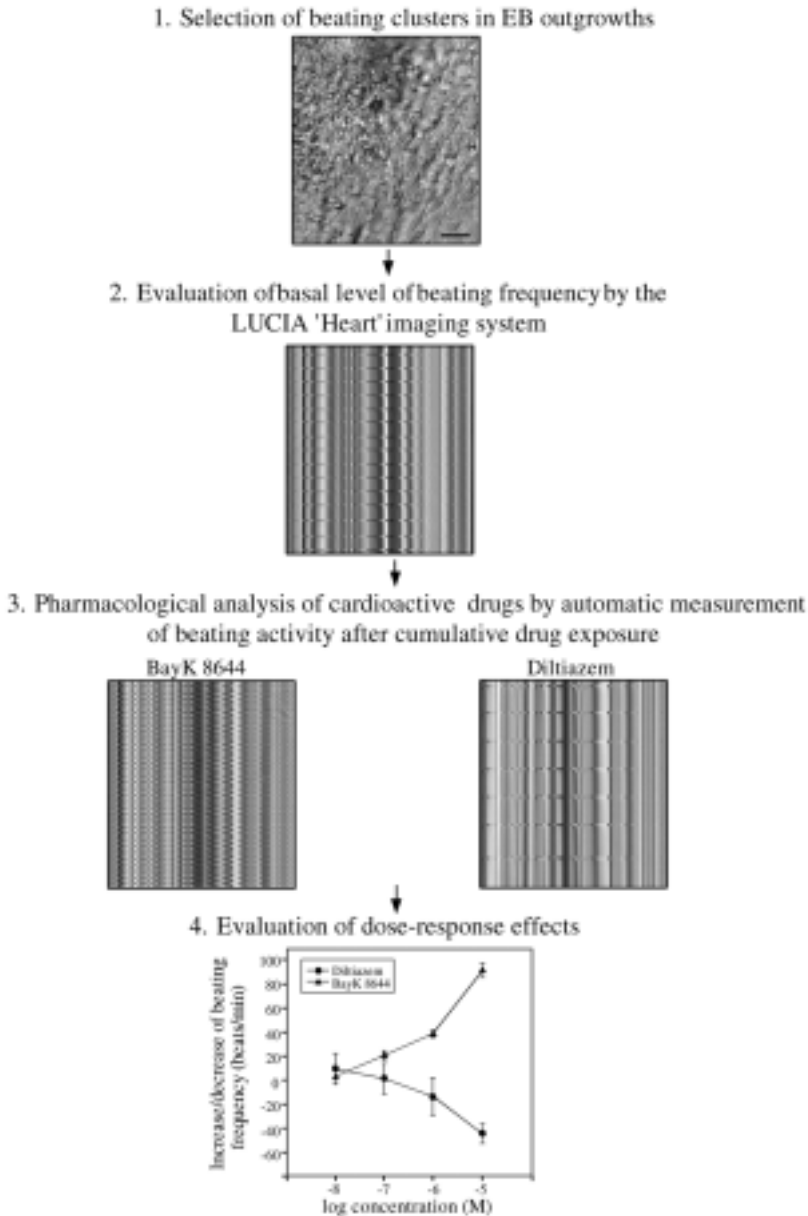 1. Selection of beating clusters in EB outgrowths
2. Evaluation of basal level of beating frequency by the
LUCIA 'Heart' imaging system
3. Pharmacological analysis of cardioactive drugs by automatic measurement
of beating activity after cumulative drug exposure
BayK 8644
Diltiazem
4. Evaluation of dose-response effects
Increase/decrease of beating
frequency (beats/min)
100
80
60
40
20
0
-20
-40
-60
Diltiazem
BayK 8644
-8 -7 -6 -5
log concentration (M)